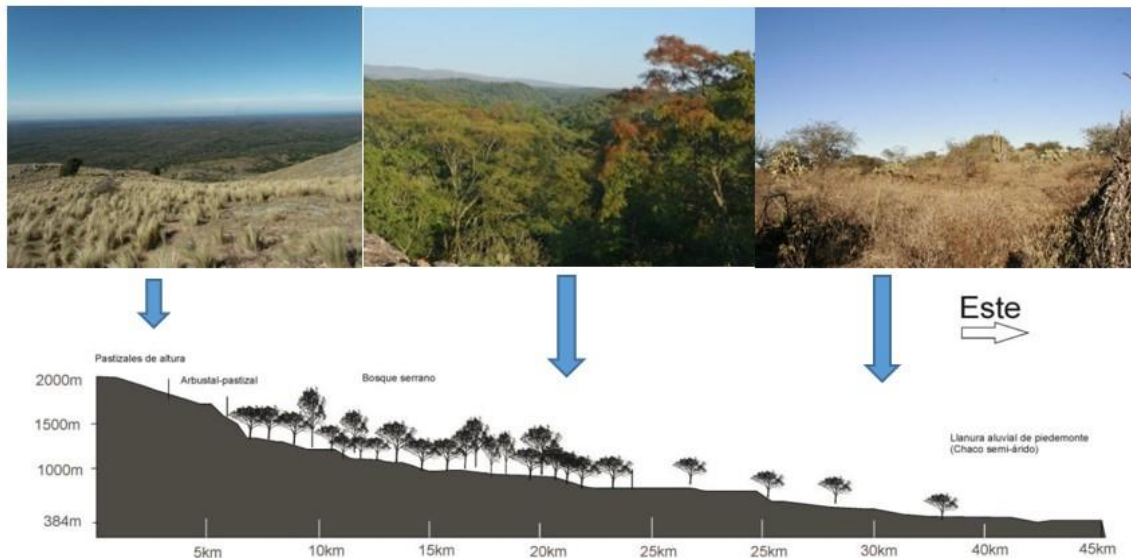 Este
Pastizales de altura
Arbustal-pastizal
Bosque serrano
Llanura aluvial de piedemonte
(Chaco semi-árido)
2000m
1500m
1000m
384m
5km
10km
15km
20km
25km
25km
30km
40km
45km